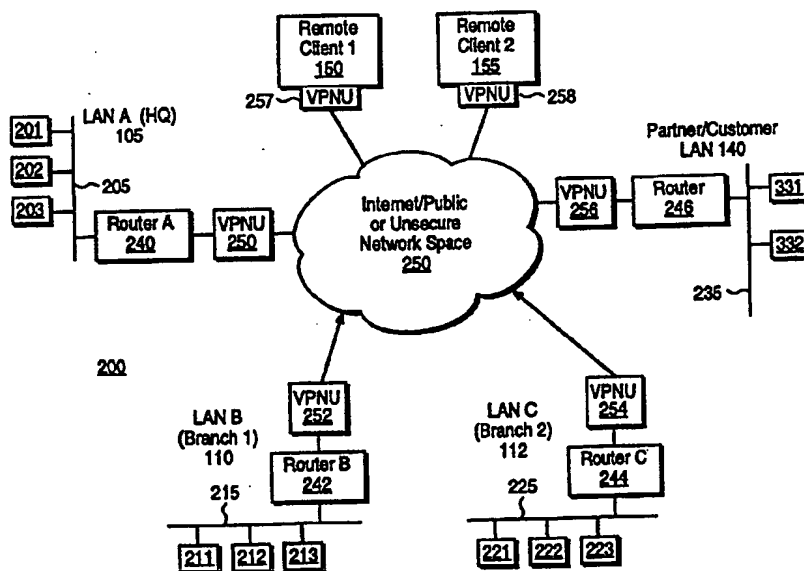 Remote
Client 1
150
VPNU
257
Remote
Client 2
155
VPNU
258
LAN A (HQ)
105
201
202
203
205
Router A
240
VPNU
250
Internet/Public
or Unsecure
Network Space
250
VPNU
256
Router
246
Partner/Customer
LAN 140
331
332
235
200
LAN B
(Branch 1)
110
VPNU
252
Router B
242
215
211
212
213
LAN C
(Branch 2)
112
VPNU
254
Router C
244
225
221
222
223